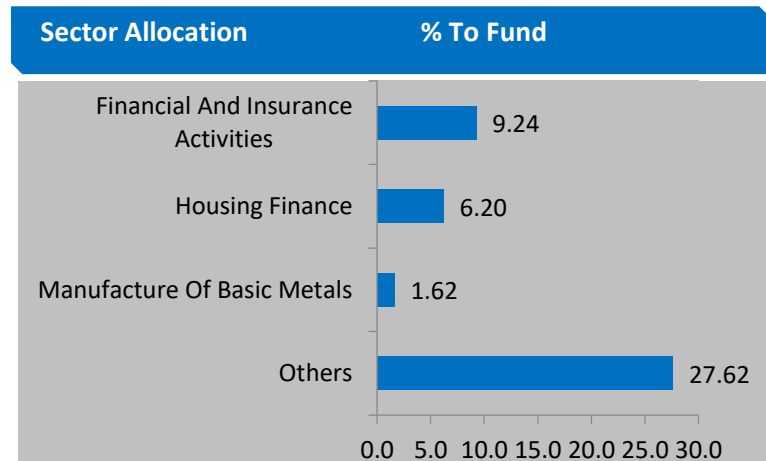 Sector Allocation % To Fund
Financial And Insurance
Activities
9.24
Housing Finance 6.20
Manufacture Of Basic Metals 1.62
Others 27.62
0.0 5.0 10.0 15.0 20.0 25.0 30.0